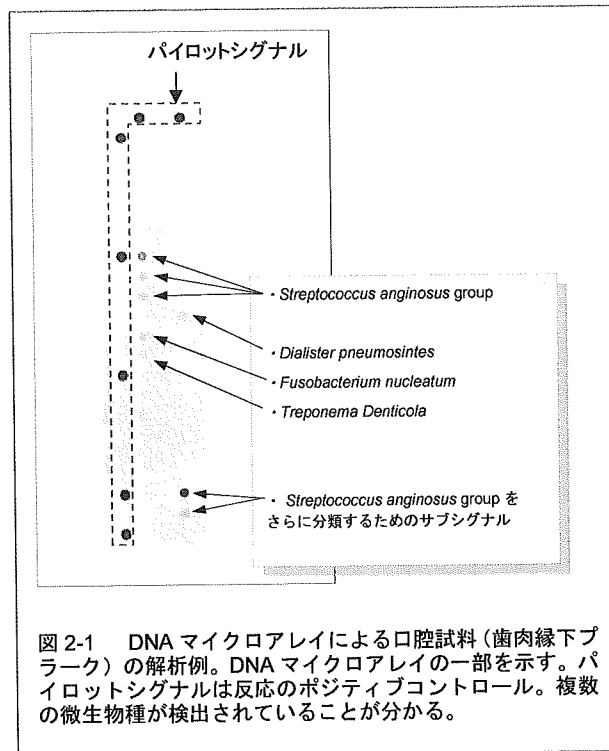 パイロットシグナル
・Streptococcus anginosus group
・Dialister pneumosintes
・Fusobacterium nucleatum
・Treponema Denticola
・ Streptococcus anginosus group を
さらに分類するためのサブシグナル
図 2-1 DNA マイクロアレイによる口腔試料（歯肉縁下プ
ラーク）の解析例。DNA マイクロアレイの一部を示す。パ
イロットシグナルは反応のポジティブコントロール。複数
の微生物種が検出されていることが分かる。